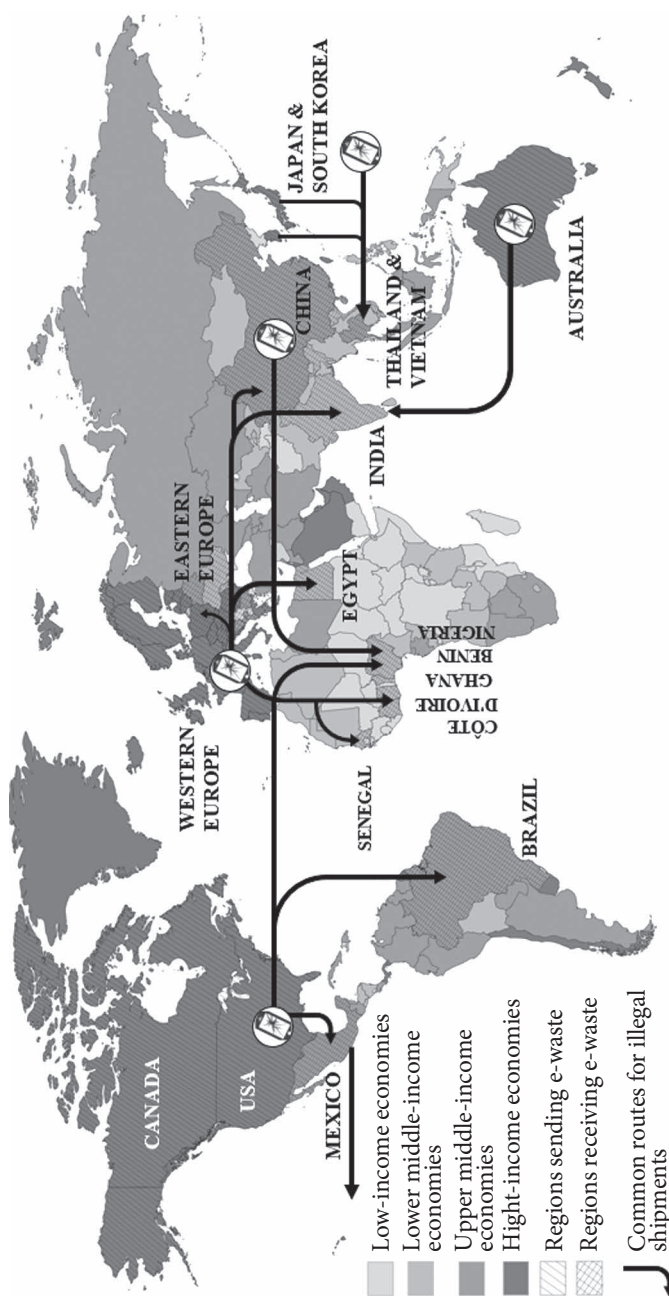 CANADA
USA
MEXICO
BRAZIL
WESTERN
EUROPE
EASTERN
EUROPE
SENEGAL
CÔTE
D'IVOIRE
GHANA
BENIN
NIGERIA
EGYPT
INDIA
CHINA
THAILAND &
VIETNAM
JAPAN &
SOUTH KOREA
AUSTRALIA
Low-income economies
Lower middle-income
economies
Upper middle-income
economies
Hight-income economies
Regions sending e-waste
Regions receiving e-waste
Common routes for illegal
shipments